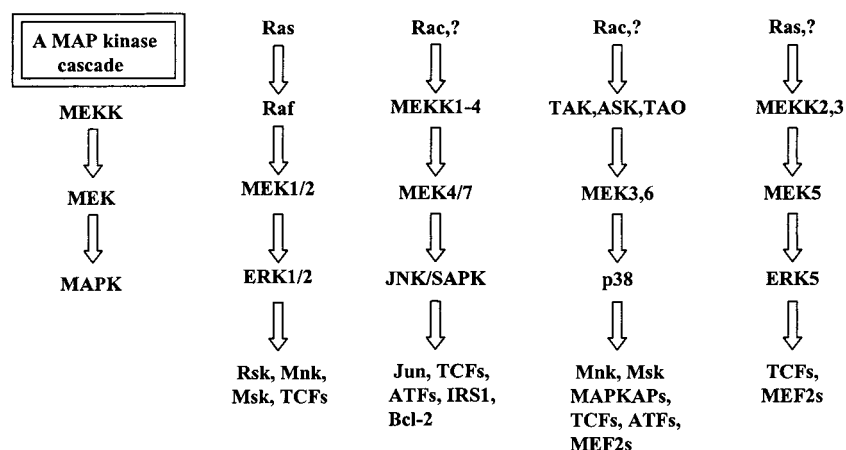 A MAP kinase
cascade
MEKK
MEK
MAPK
Ras
Raf
MEK1/2
ERK1/2
Rsk, Mnk,
Msk, TCFs
Rac,?
MEKK1-4
MEK4/7
JNK/SAPK
Jun, TCFs,
ATFs, IRS1,
Bcl-2
Rac,?
TAK,ASK,TAO
MEK3,6
p38
Mnk, Msk
MAPKAPs,
TCFs, ATFs,
MEF2s
Ras,?
MEKK2,3
MEK5
ERK5
TCFs,
MEF2s